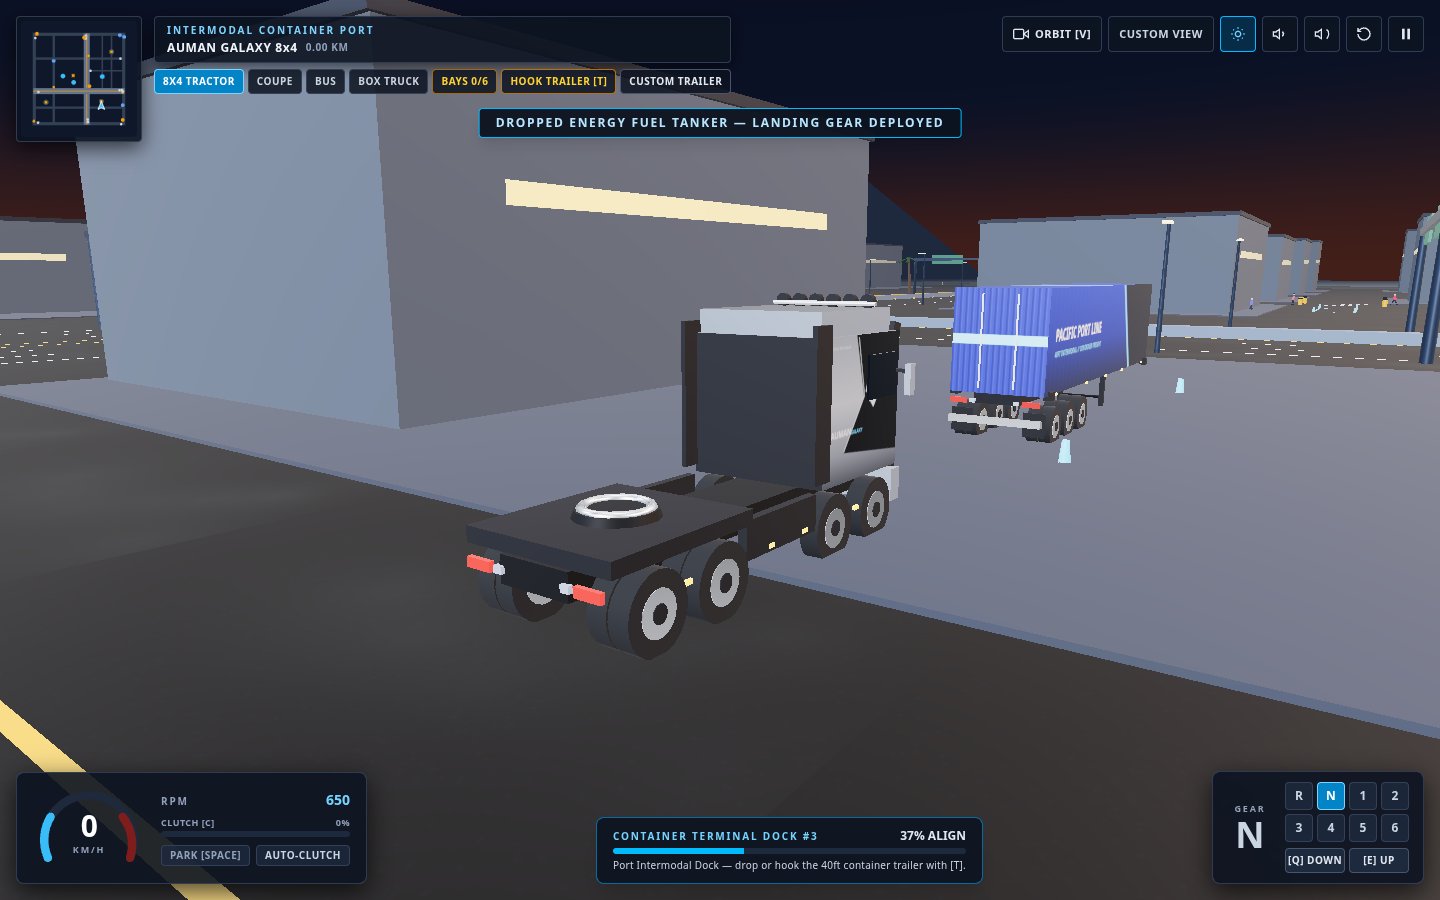 INTERMODAL CONTAINER PORT
AUMAN GALAXY 8x4 0.00 KM
8X4 TRACTOR COUPE BUS BOX TRUCK BAYS 0/6 HOOK TRAILER [T] CUSTOM TRAILER
ORBIT [V] CUSTOM VIEW
DROPPED ENERGY FUEL TANKER — LANDING GEAR DEPLOYED
PACIFIC PORT LINE
AUMAN GALAXY
0
KM/H
RPM 650
CLUTCH [C] 0%
PARK [SPACE] AUTO-CLUTCH
CONTAINER TERMINAL DOCK #3 37% ALIGN
Port Intermodal Dock — drop or hook the 40ft container trailer with [T].
GEAR
N
R N 1 2
3 4 5 6
[Q] DOWN [E] UP